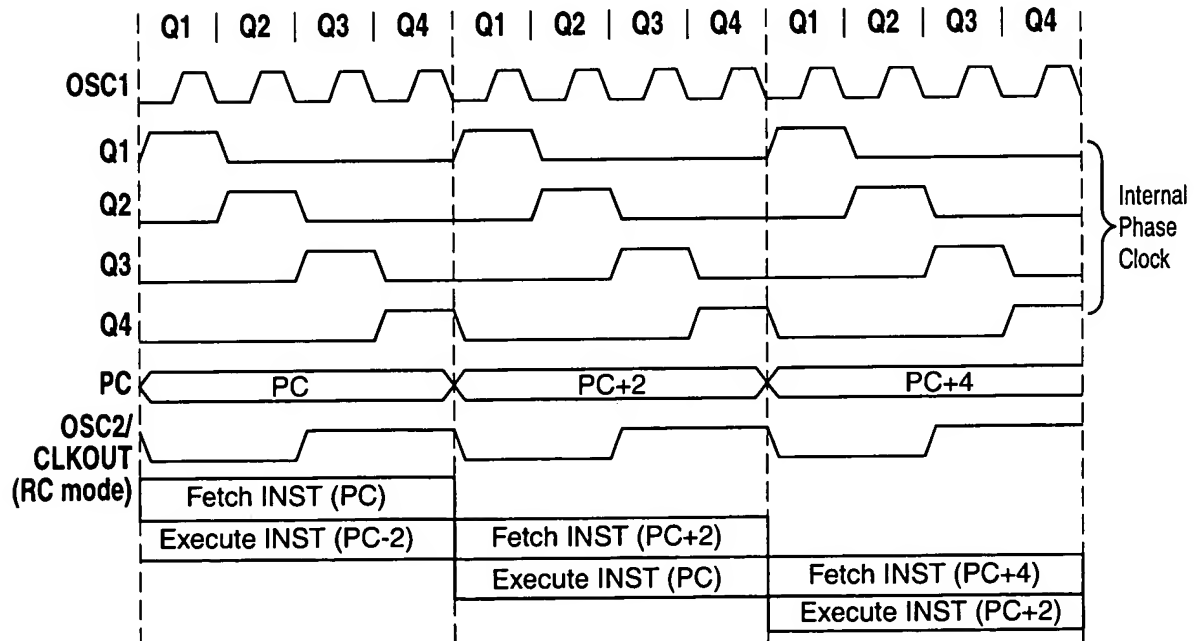 Q1 | Q2 | Q3 | Q4 | Q1 | Q2 | Q3 | Q4 | Q1 | Q2 | Q3 | Q4
OSC1
Q1
Q2
Q3
Q4
Internal
Phase
Clock
PC
PC
PC+2
PC+4
OSC2/
CLKOUT
(RC mode)
Fetch INST (PC)
Execute INST (PC-2)
Fetch INST (PC+2)
Execute INST (PC)
Fetch INST (PC+4)
Execute INST (PC+2)